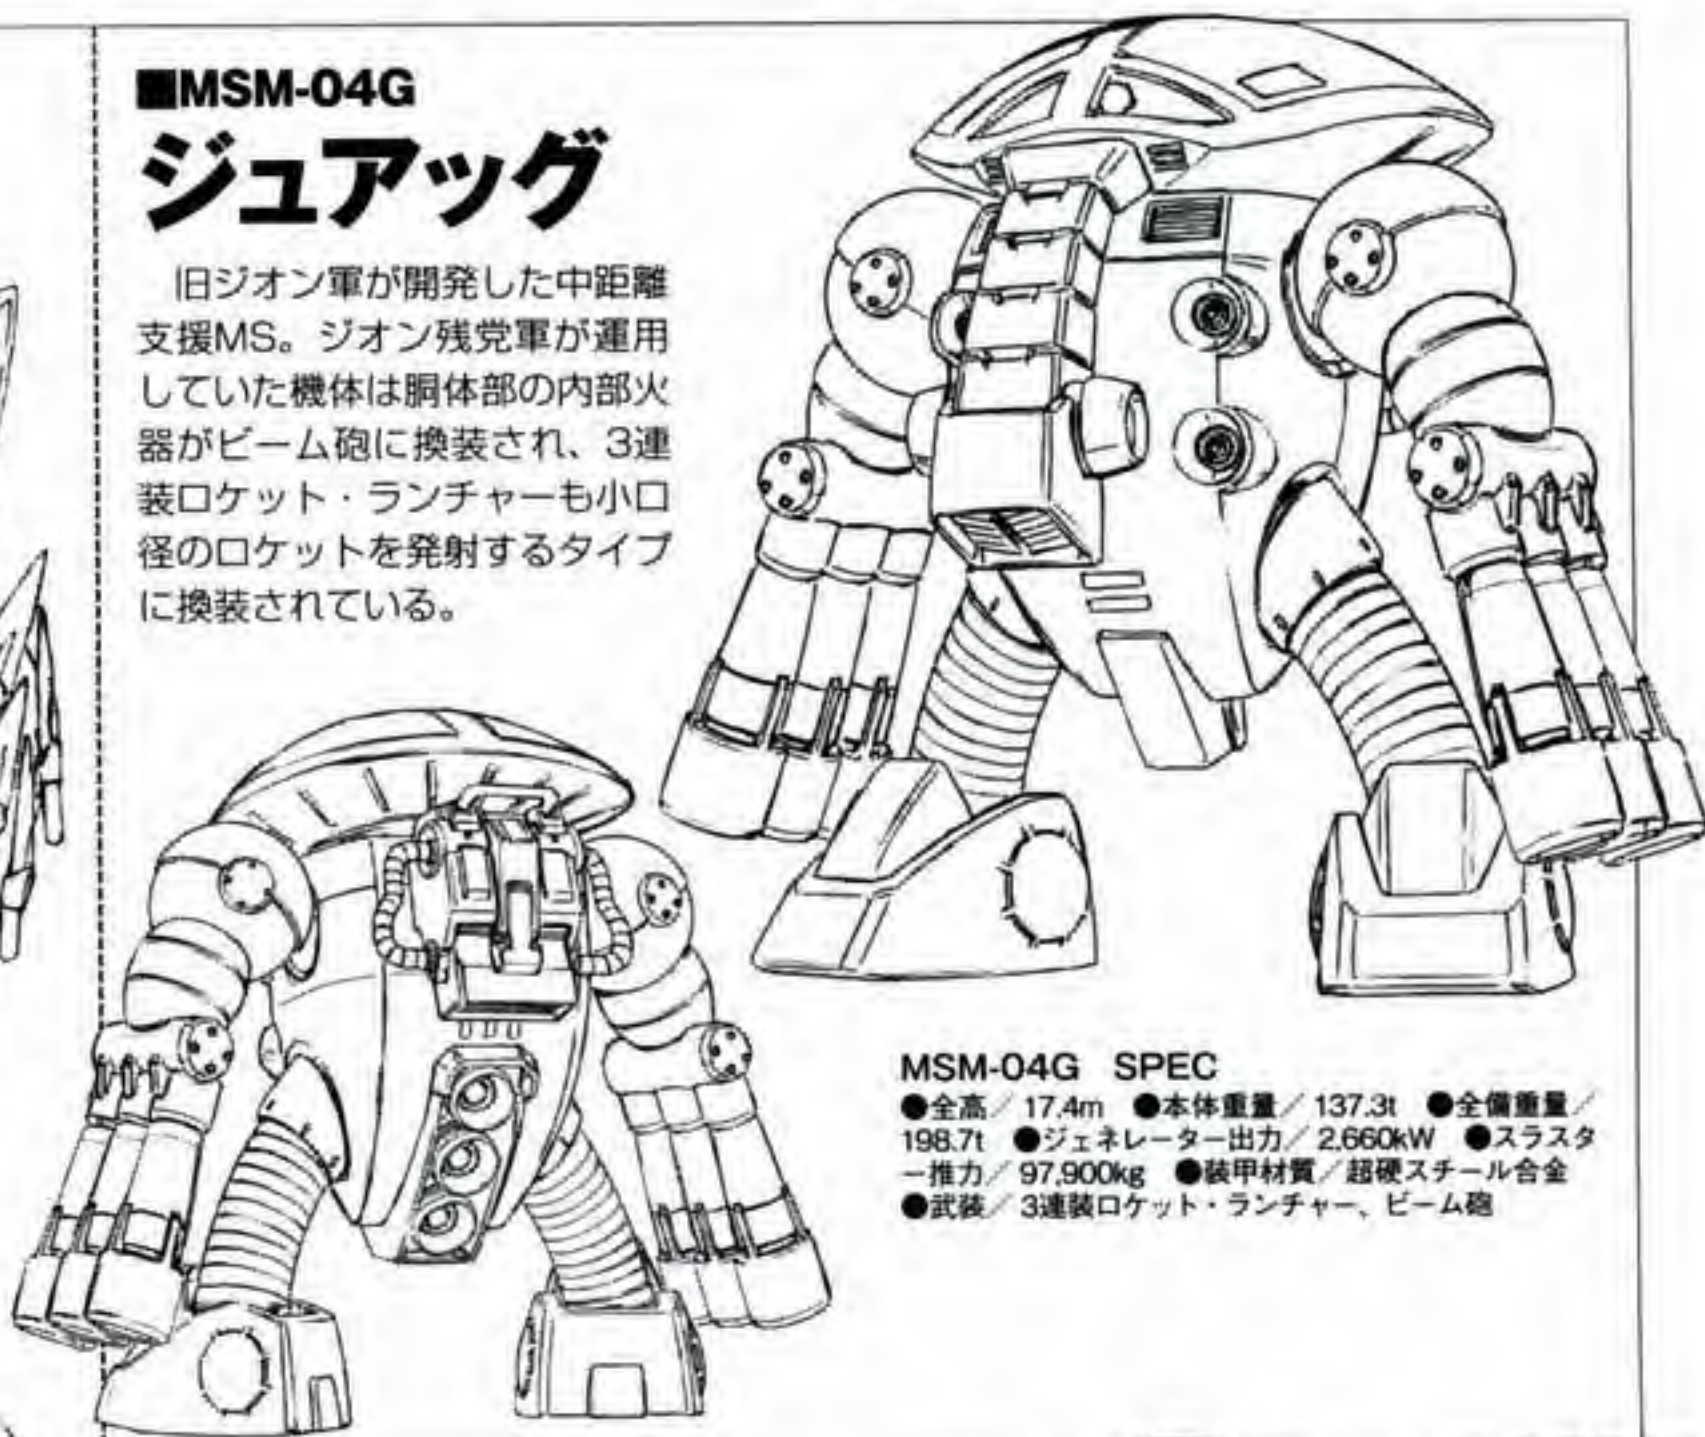 ■MSM-04G
ジュアッグ
旧ジオン軍が開発した中距離
支援MS。ジオン残党軍が運用
していた機体は胴体部の内部火
器がビーム砲に換装され、3連
装ロケット・ランチャーも小口
径のロケットを発射するタイプ
に換装されている。
MSM-04G SPEC
●全高／17.4m ●本体重量／137.3t ●全備重量／
198.7t ●ジェネレーター出力／2,660kW ●スラスタ
ー推力／97,900kg ●装甲材質／超硬スチール合金
●武装／3連装ロケット・ランチャー、ビーム砲